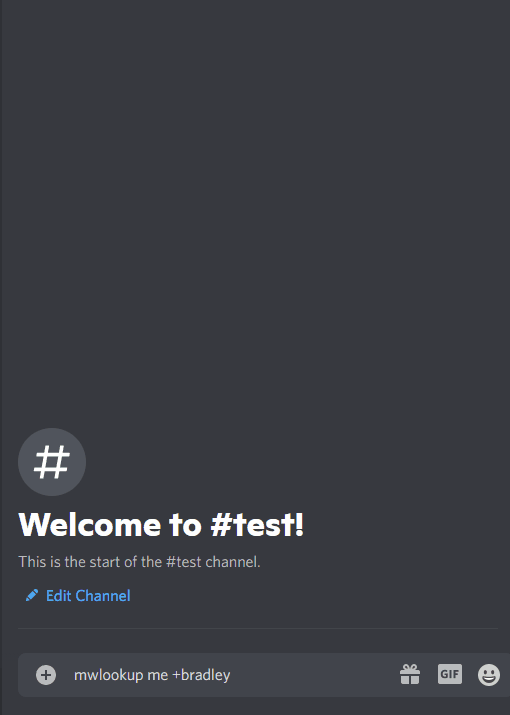 #
Welcome to #test!
This is the start of the #test channel.
Edit Channel
mwlookup me +bradley
GIF